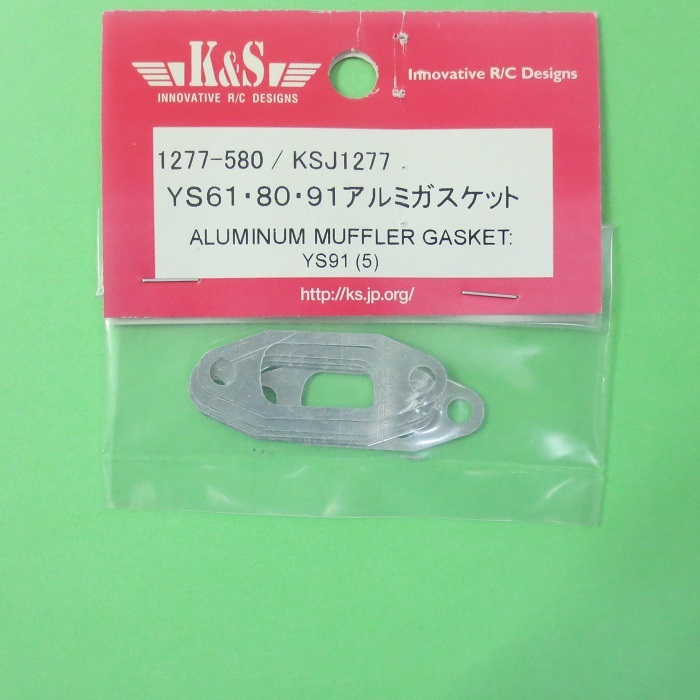 K&S
INNOVATIVE R/C DESIGNS
Innovative R/C Designs
1277-580 / KSJ1277
YS61・80・91アルミガスケット
ALUMINUM MUFFLER GASKET:
YS91 (5)
http://ks.jp.org/